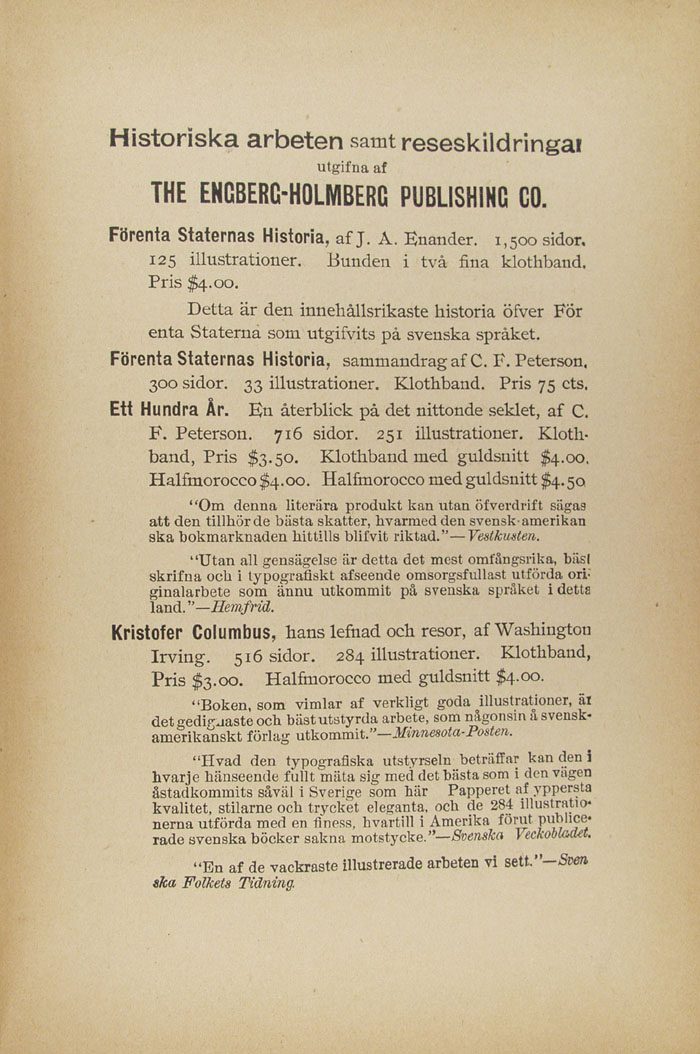 Historiska arbeten samt reseskildringar
utgifna af
THE ENGBERG-HOLMBERG PUBLISHING CO.
Förenta Staternas Historia, af J. A. Enander. 1,500 sidor.
125 illustrationer. Bunden i två fina klothband.
Pris $4.00.
Detta är den innehållsrikaste historia öfver För
enta Staterna som utgifvits på svenska språket.
Förenta Staternas Historia, sammandrag af C. F. Peterson.
300 sidor. 33 illustrationer. Klothband. Pris 75 cts.
Ett Hundra År. En återblick på det nittonde seklet, af C.
F. Peterson. 716 sidor. 251 illustrationer. Kloth-
band, Pris $3.50. Klothband med guldsnitt $4.00.
Halfmorocco $4.00. Halfmorocco med guldsnitt $4.50
"Om denna literära produkt kan utan öfverdrift sägas
att den tillhör de bästa skatter, hvarmed den svensk-amerikan
ska bokmarknaden hittills blifvit riktad."—Vestkusten.
"Utan all gensägelse är detta det mest omfångsrika, bäst
skrifna och i typografiskt afseende omsorgsfullast utförda ori-
ginalarbete som ännu utkommit på svenska språket i detta
land."—Hemfrid.
Kristofer Columbus, hans lefnad och resor, af Washington
Irving. 516 sidor. 284 illustrationer. Klothband,
Pris $3.00. Halfmorocco med guldsnitt $4.00.
"Boken, som vimlar af verkligt goda illustrationer, är
det gedignaste och bäst utstyrda arbete, som någonsin å svensk-
amerikanskt förlag utkommit."—Minnesota-Posten.
"Hvad den typografiska utstyrseln beträffar kan den i
hvarje hänseende fullt mäta sig med det bästa som i den vägen
åstadkommits såväl i Sverige som här Papperet af yppersta
kvalitet, stilarne och trycket eleganta, och de 284 illustratio-
nerna utförda med en finess, hvartill i Amerika förut publice-
rade svenska böcker sakna motstycke."—Svenska Veckobladet.
"En af de vackraste illustrerade arbeten vi sett."—Sven
ska Folkets Tidning.